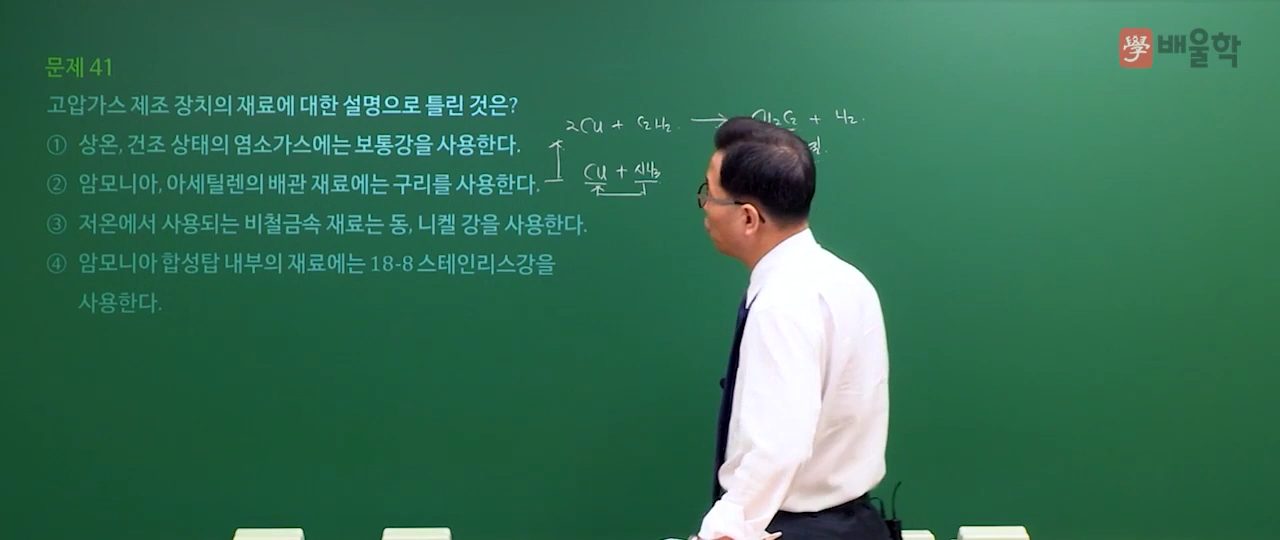 學 배울학
문제 41
고압가스 제조 장치의 재료에 대한 설명으로 틀린 것은?
① 상온, 건조 상태의 염소가스에는 보통강을 사용한다.
② 암모니아, 아세틸렌의 배관 재료에는 구리를 사용한다.
③ 저온에서 사용되는 비철금속 재료는 동, 니켈 강을 사용한다.
④ 암모니아 합성탑 내부의 재료에는 18-8 스테인리스강을
사용한다.
2Cu + C₂H₂ → + H₂
Cu +